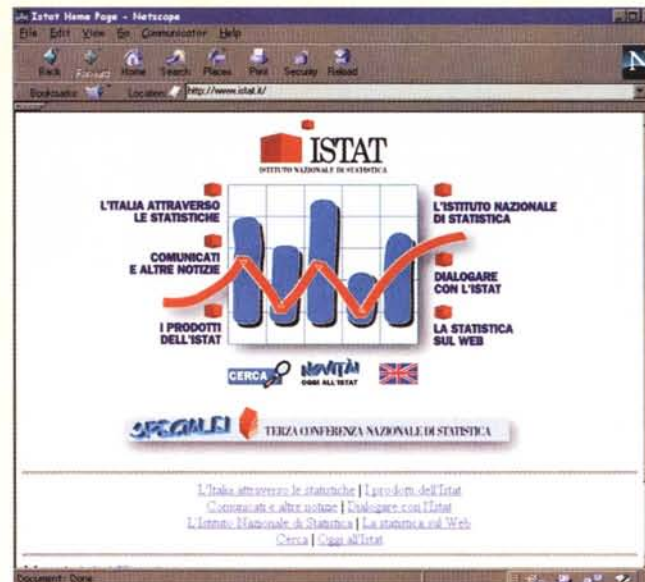 Istat Home Page - Netscape
File Edit View Go Communicator Help
Back Forward Home Search Places Print Security Reload
N
Bookmarks Location: http://www.istat.it/
ISTAT
ISTITUTO NAZIONALE DI STATISTICA
L'ITALIA ATTRAVERSO
LE STATISTICHE
COMUNICATI
E ALTRE NOTIZIE
I PRODOTTI
DELL'ISTAT
L'ISTITUTO NAZIONALE
DI STATISTICA
DIALOGARE
CON L'ISTAT
LA STATISTICA
SUL WEB
CERCA
NOVITÀ!
OGGI ALL'ISTAT
SPECIALE!
TERZA CONFERENZA NAZIONALE DI STATISTICA
L'Italia attraverso le statistiche | I prodotti dell'Istat
Comunicati e altre notizie | Dialogare con l'Istat
L'Istituto Nazionale di Statistica | La statistica sul Web
Cerca | Oggi all'Istat
Document: Done